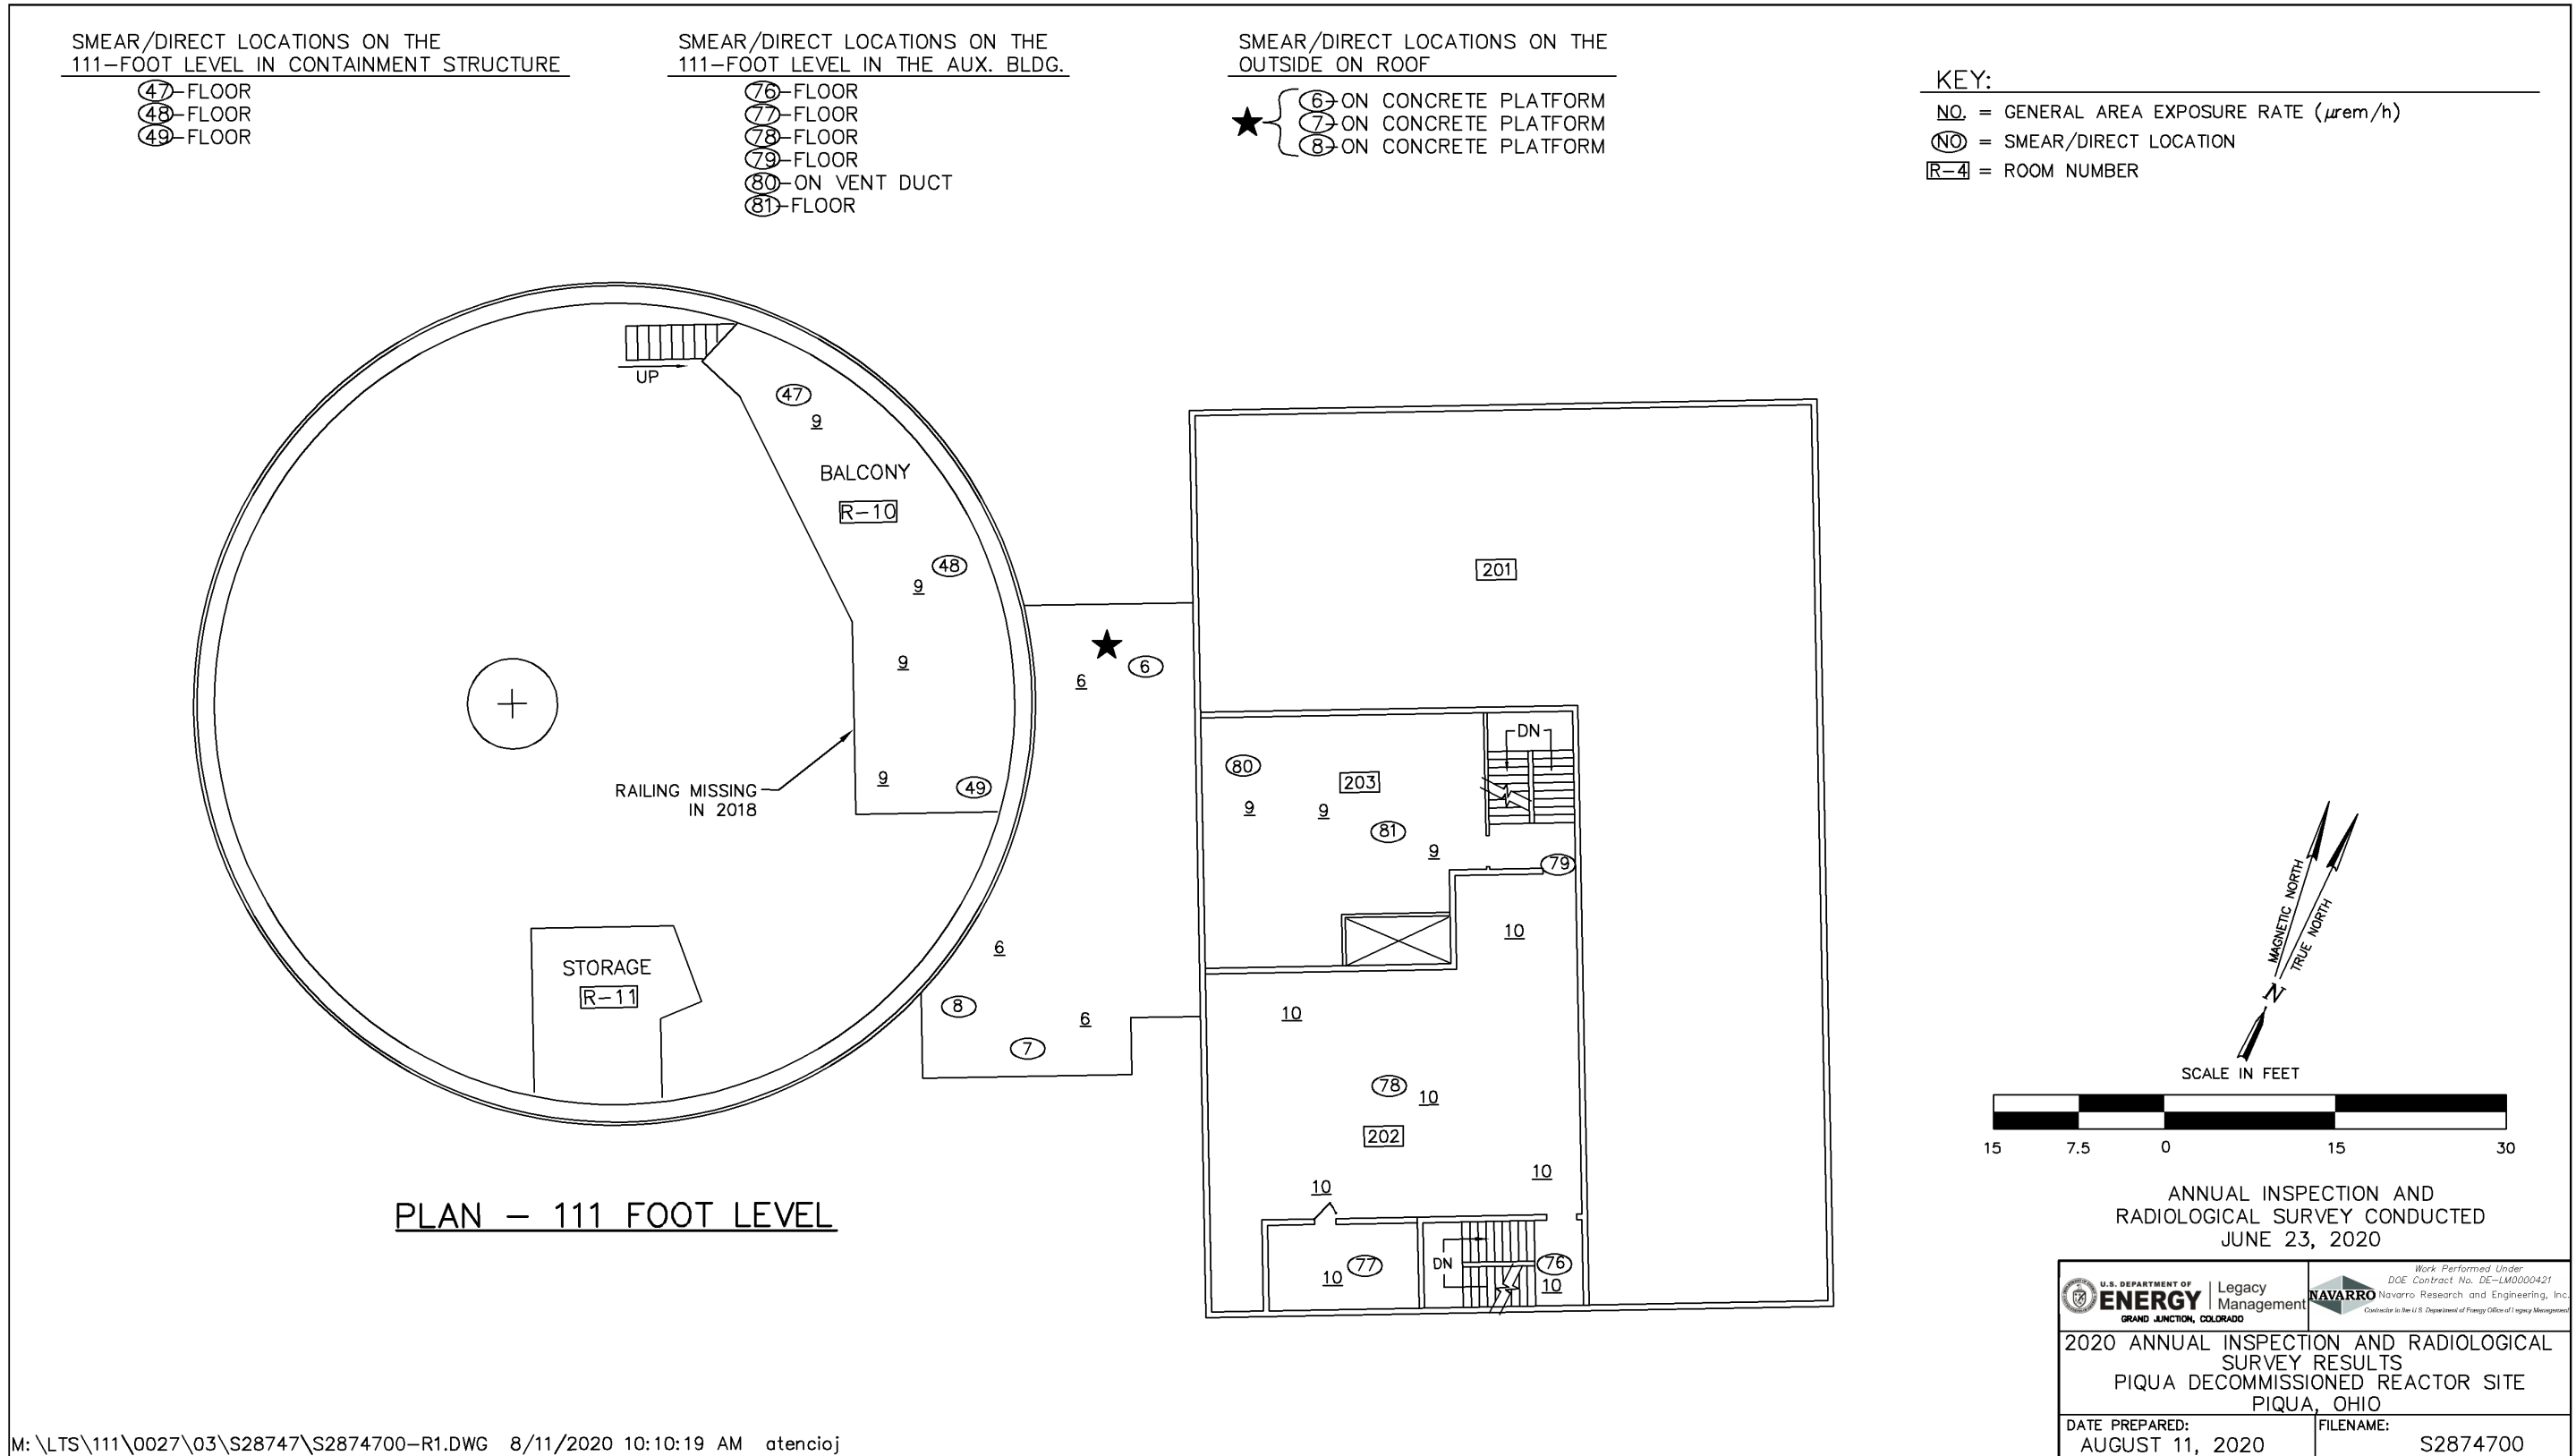 SMEAR/DIRECT LOCATIONS ON THE
111-FOOT LEVEL IN CONTAINMENT STRUCTURE
47-FLOOR
48-FLOOR
49-FLOOR
SMEAR/DIRECT LOCATIONS ON THE
111-FOOT LEVEL IN THE AUX. BLDG.
76-FLOOR
77-FLOOR
78-FLOOR
79-FLOOR
80-ON VENT DUCT
81-FLOOR
SMEAR/DIRECT LOCATIONS ON THE
OUTSIDE ON ROOF
★ 6-ON CONCRETE PLATFORM
7-ON CONCRETE PLATFORM
8-ON CONCRETE PLATFORM
KEY:
NO. = GENERAL AREA EXPOSURE RATE (μrem/h)
NO = SMEAR/DIRECT LOCATION
R-4 = ROOM NUMBER
UP
47
9
BALCONY
R-10
48
9
9
9
49
RAILING MISSING
IN 2018
STORAGE
R-11
★
6
6
6
8
6
7
201
DN
80
203
9
9
81
9
79
10
10
78
10
202
10
10
77
10
DN
76
10
MAGNETIC NORTH
TRUE NORTH
N
SCALE IN FEET
15 7.5 0 15 30
PLAN - 111 FOOT LEVEL
ANNUAL INSPECTION AND
RADIOLOGICAL SURVEY CONDUCTED
JUNE 23, 2020
U.S. DEPARTMENT OF
ENERGY
Legacy
Management
GRAND JUNCTION, COLORADO
NAVARRO
Work Performed Under
DOE Contract No. DE-LM0000421
Navarro Research and Engineering, Inc.
Contractor to the U.S. Department of Energy Office of Legacy Management
2020 ANNUAL INSPECTION AND RADIOLOGICAL
SURVEY RESULTS
PIQUA DECOMMISSIONED REACTOR SITE
PIQUA, OHIO
DATE PREPARED:
AUGUST 11, 2020
FILENAME:
S2874700
M:\LTS\111\0027\03\S28747\S2874700-R1.DWG 8/11/2020 10:10:19 AM atencioj